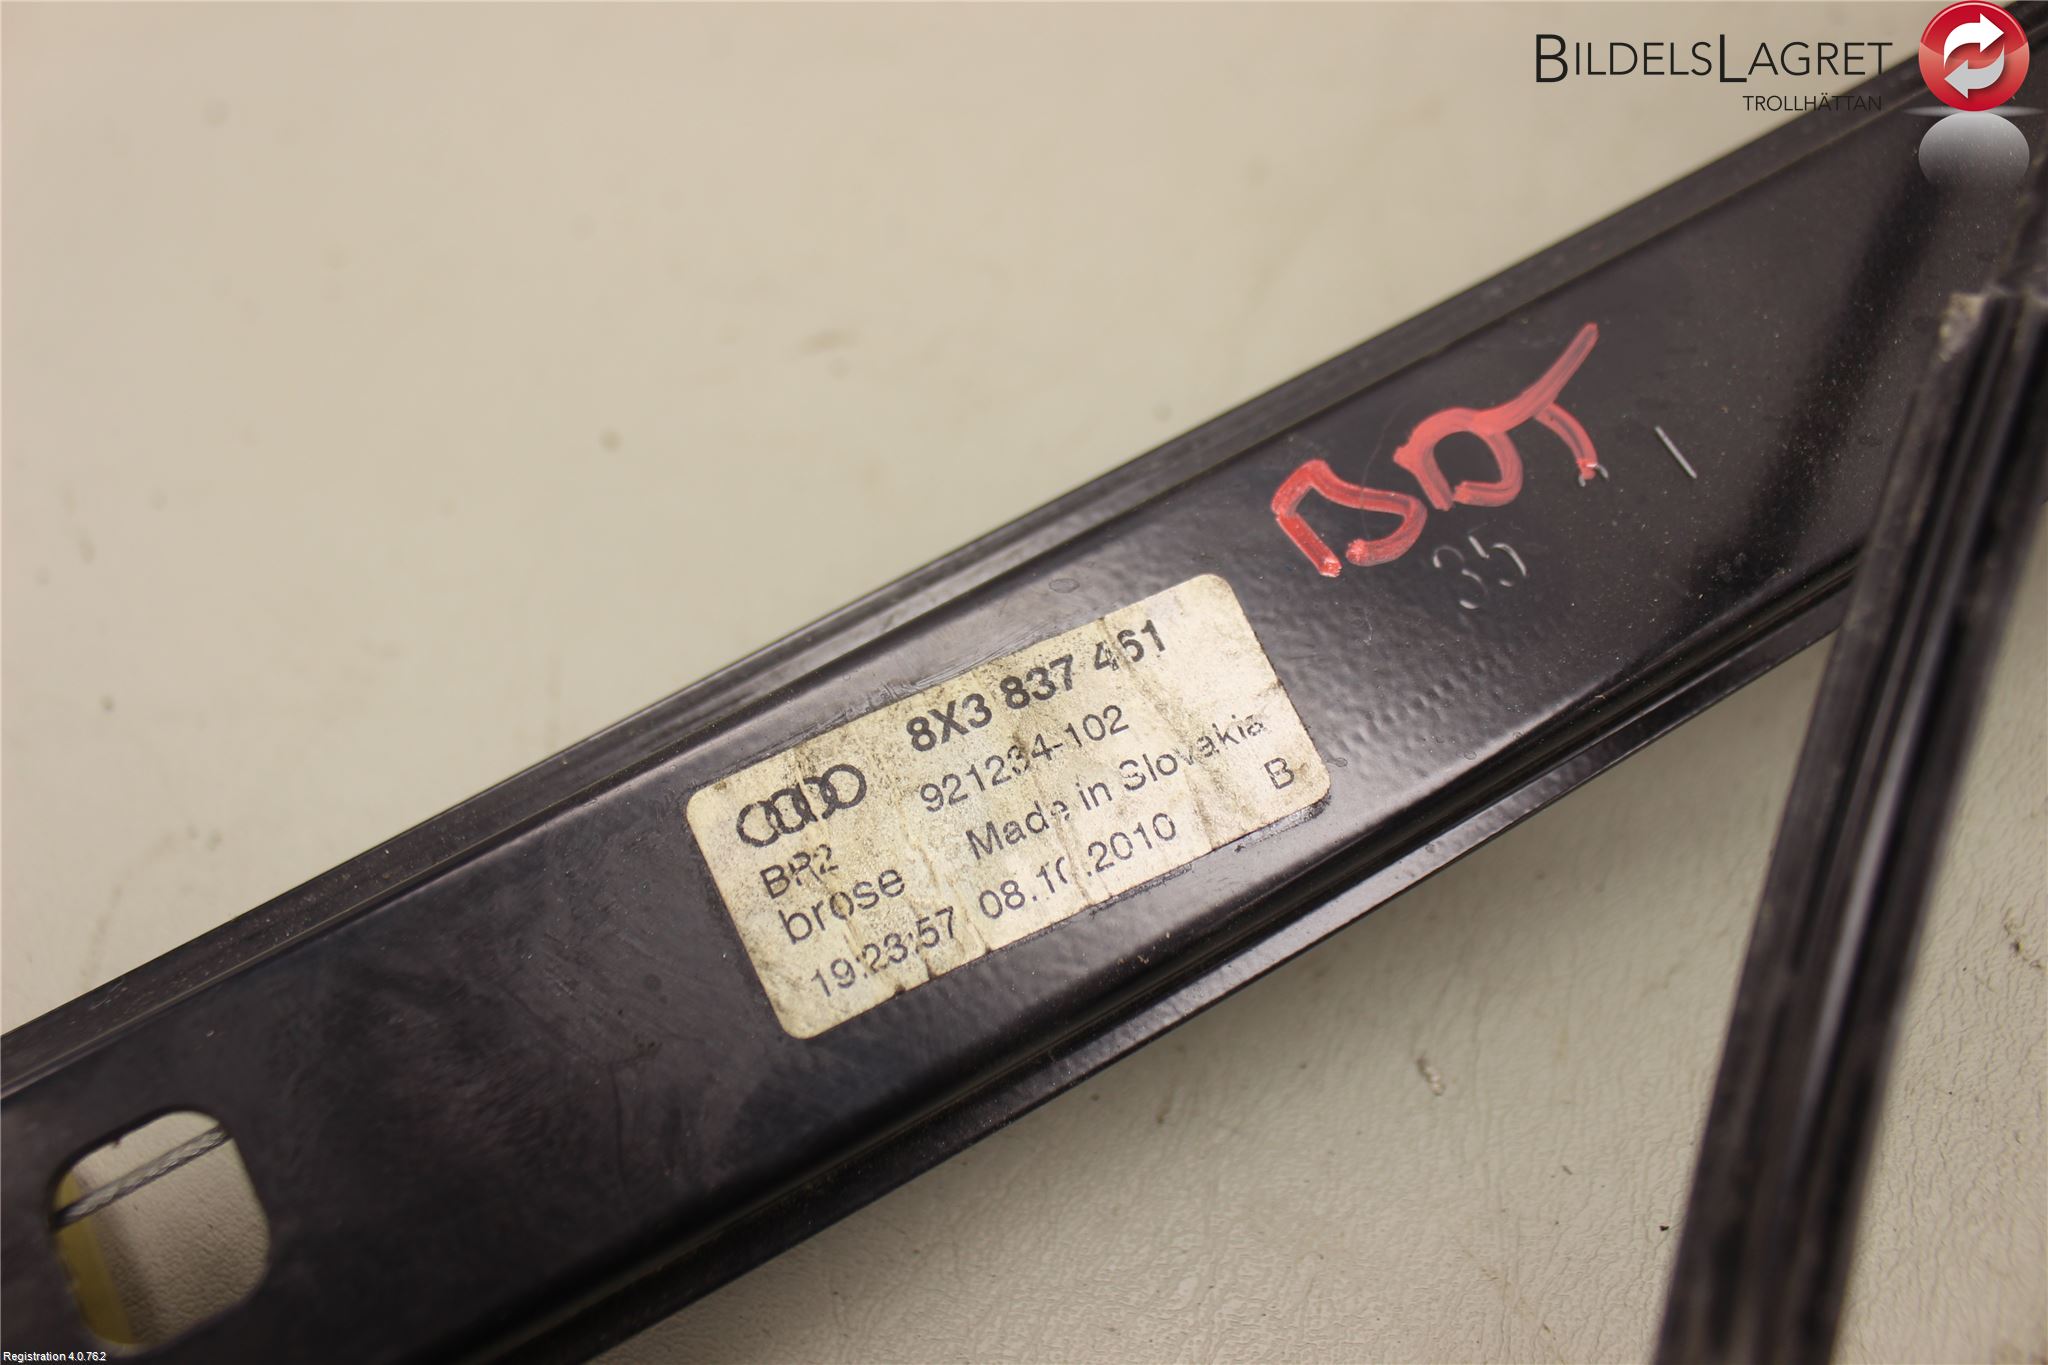 BILDELSLAGRET
TROLLHÄTTAN
35
8X3 837 461
921234-102
Made in Slovakia
BR2
B
brose
19:23:57 08.10.2010
Registration 4.0.76.2